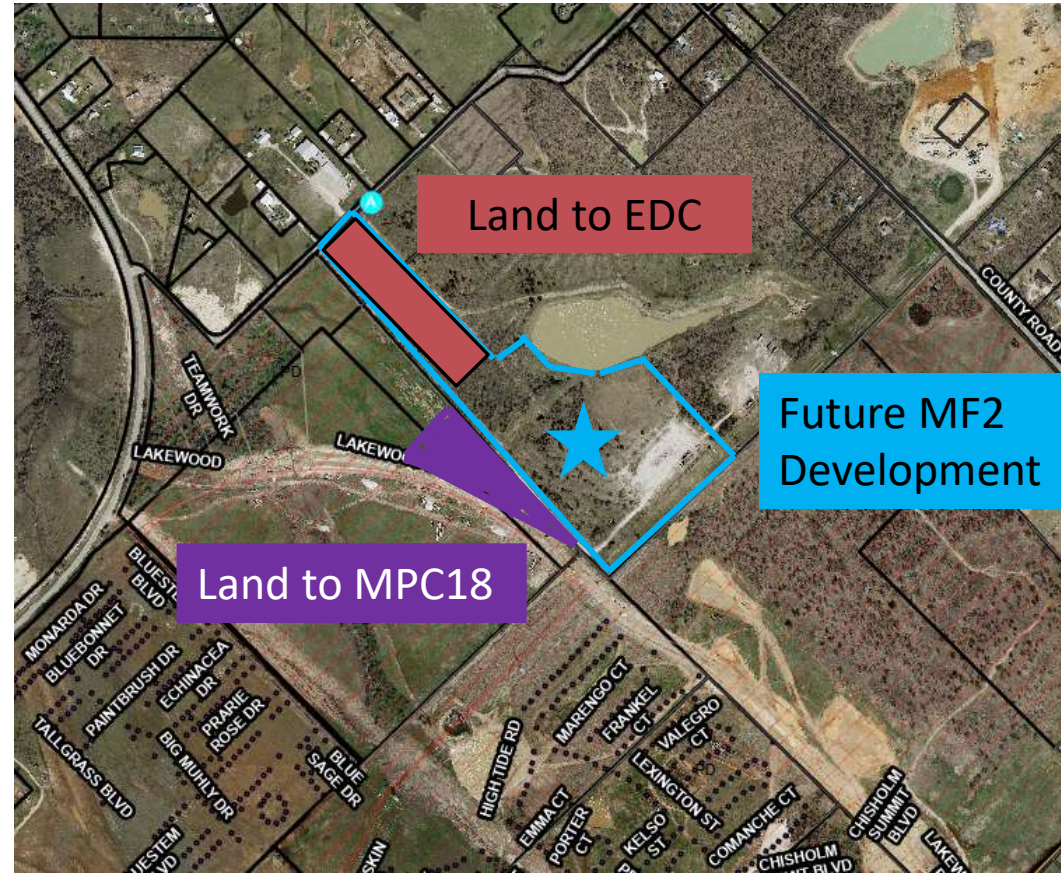 A
Land to EDC
COUNTY ROAD
TEAMWORK
DR
PD
Future MF2
Development
LAKEWOOD
Land to MPC18
MONARDA DR
BLUEBONNET
DR
BLVD
PAINTBRUSH DR
ECHINACEA
DR
PRARIE
ROSE DR
TALLGRASS BLVD
BIG MUHLY DR
BLUE
SAGE DR
HIGH TIDE RD
MARENGO CT
FRANKEL
CT
VALEGRO
CT
PD
LEXINGTON ST
EMMA CT
PORTER
CT
KELSO
ST
COMANCHE CT
CHISHOLM
SUMMIT
BLVD
CHISHOLM
BLVD